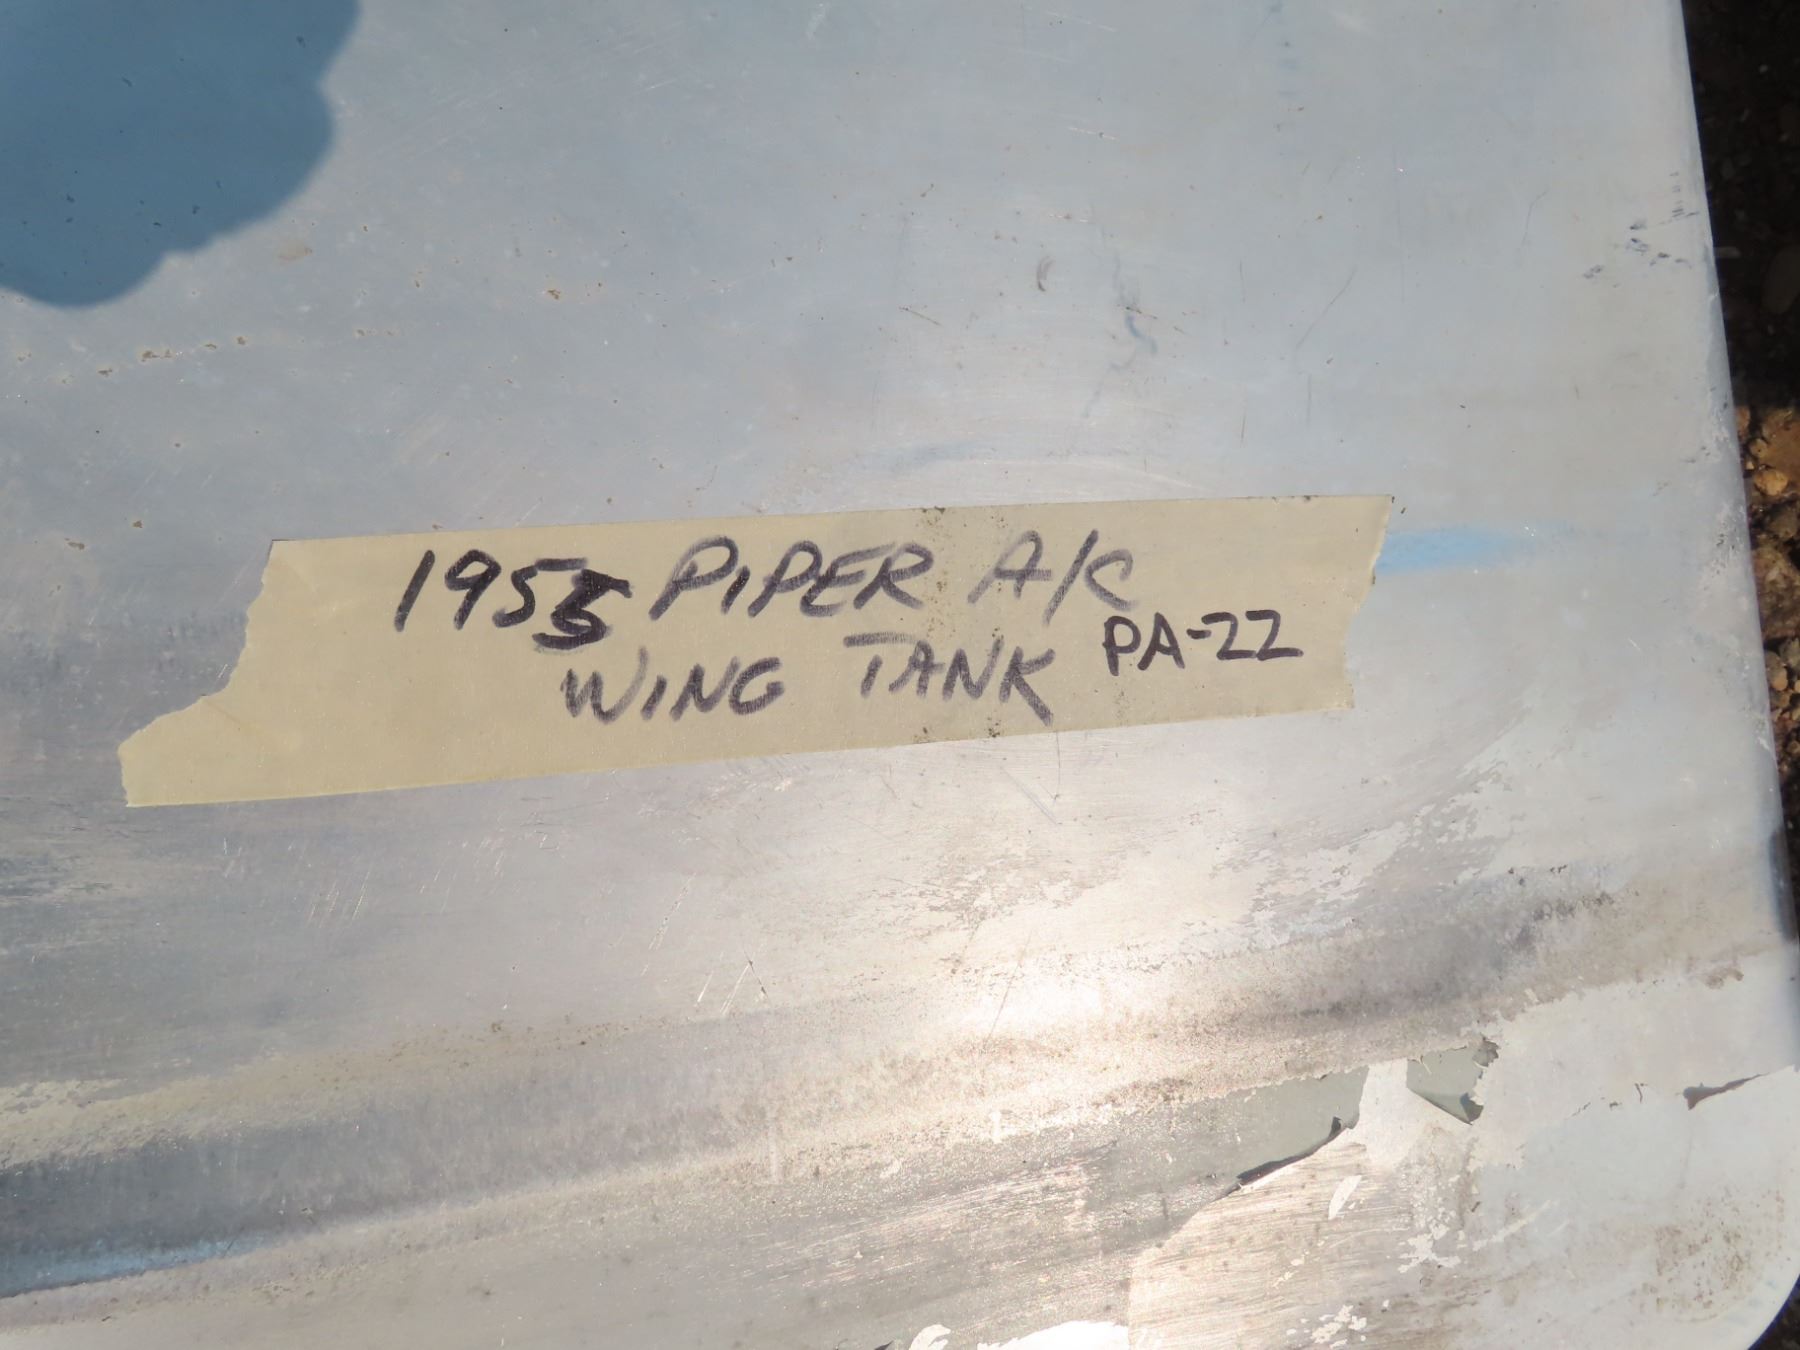 1955 PIPER A/C
WING TANK PA-22